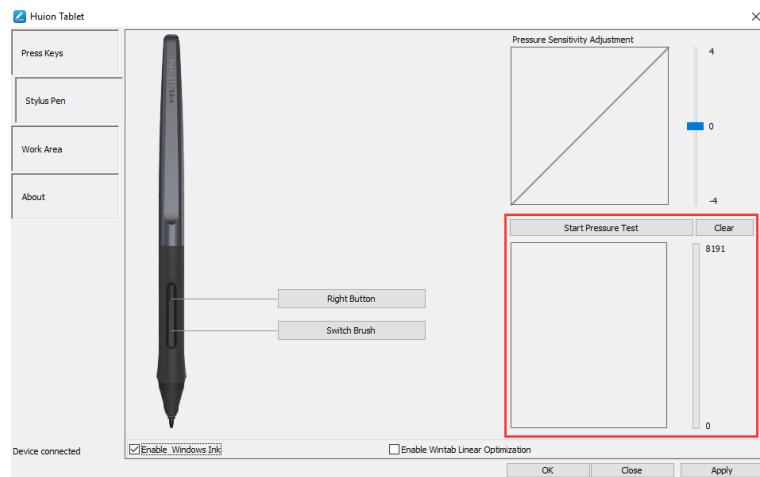 Huion Tablet
Press Keys
Stylus Pen
Work Area
About
Device connected
HUION
Right Button
Switch Brush
Pressure Sensitivity Adjustment
4
0
-4
Start Pressure Test
Clear
8191
0
Enable Windows Ink
Enable Wintab Linear Optimization
OK
Close
Apply